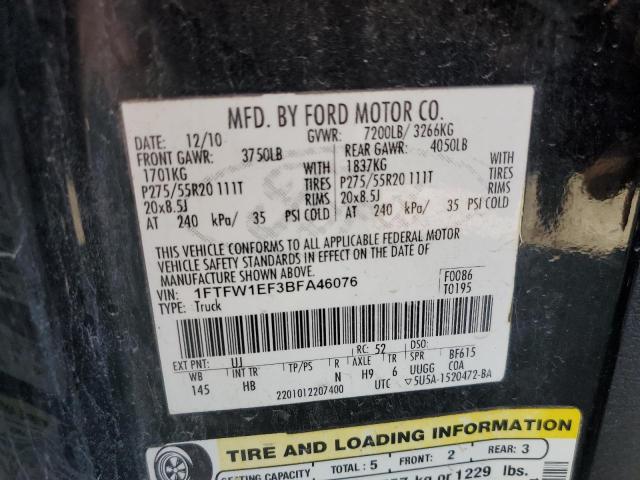 MFD. BY FORD MOTOR CO.
DATE: 12/10 GVWR: 7200LB/ 3266KG
FRONT GAWR: 3750LB REAR GAWR: 4050LB
1701KG WITH 1837KG WITH
P275/55R20 111T TIRES P275/55R20 111T TIRES
20x8.5J RIMS 20x8.5J RIMS
AT 240 kPa/ 35 PSI COLD AT 240 kPa/ 35 PSI COLD
THIS VEHICLE CONFORMS TO ALL APPLICABLE FEDERAL MOTOR
VEHICLE SAFETY STANDARDS IN EFFECT ON THE DATE OF
MANUFACTURE SHOWN ABOVE.
VIN: 1FTFW1EF3BFA46076 F0086
TYPE: Truck T0195
EXT PNT: UJ RC: 52 DSO:
WB INT TR TP/PS R AXLE TR SPR BF615
145 HB N H9 6 UUGG COA
2201012207400 UTC ▽5U5A-1520472-BA
TIRE AND LOADING INFORMATION
SEATING CAPACITY TOTAL: 5 FRONT: 2 REAR: 3
kg or 1229 lbs.